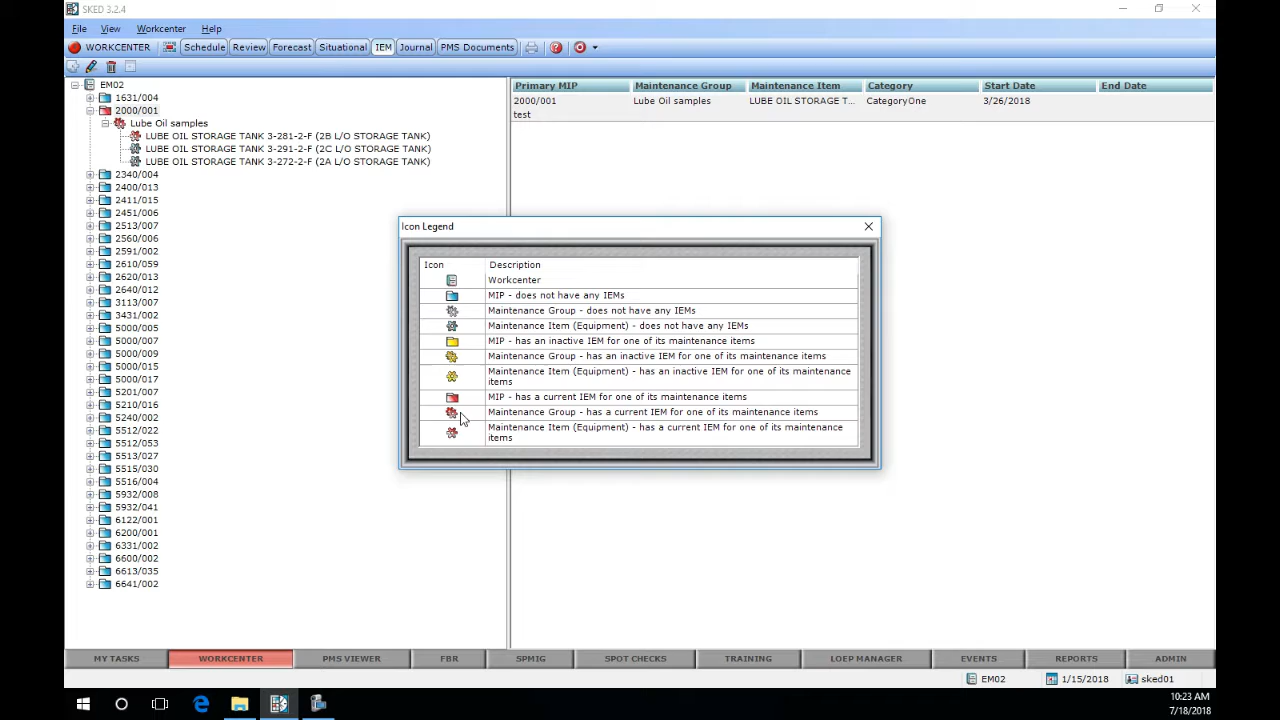 SKED 3.2.4
File View Workcenter Help
WORKCENTER Schedule Review Forecast Situational IEM Journal PMS Documents
EM02
1631/004
2000/001
Lube Oil samples
LUBE OIL STORAGE TANK 3-281-2-F (2B L/O STORAGE TANK)
LUBE OIL STORAGE TANK 3-291-2-F (2C L/O STORAGE TANK)
LUBE OIL STORAGE TANK 3-272-2-F (2A L/O STORAGE TANK)
2340/004
2400/013
2411/015
2451/006
2513/007
2560/006
2591/002
2610/059
2620/013
2640/012
3113/007
3431/002
5000/005
5000/009
5000/015
5000/017
5201/007
5210/016
5240/002
5512/022
5512/053
5513/027
5515/030
5516/004
5932/008
5932/041
6122/001
6200/001
6331/002
6600/002
6613/035
6641/002
Primary MIP Maintenance Group Maintenance Item Category Start Date End Date
2000/001 Lube Oil samples LUBE OIL STORAGE T... CategoryOne 3/26/2018
test
Icon Legend
Icon Description
Workcenter
MIP - does not have any IEMs
Maintenance Group - does not have any IEMs
Maintenance Item (Equipment) - does not have any IEMs
MIP - has an inactive IEM for one of its maintenance items
Maintenance Group - has an inactive IEM for one of its maintenance items
Maintenance Item (Equipment) - has an inactive IEM for one of its maintenance
items
MIP - has a current IEM for one of its maintenance items
Maintenance Group - has a current IEM for one of its maintenance items
Maintenance Item (Equipment) - has a current IEM for one of its maintenance
items
MY TASKS WORKCENTER PMS VIEWER FBR SPMIG SPOT CHECKS TRAINING LOEP MANAGER EVENTS REPORTS ADMIN
EM02 1/15/2018 sked01
10:23 AM
7/18/2018